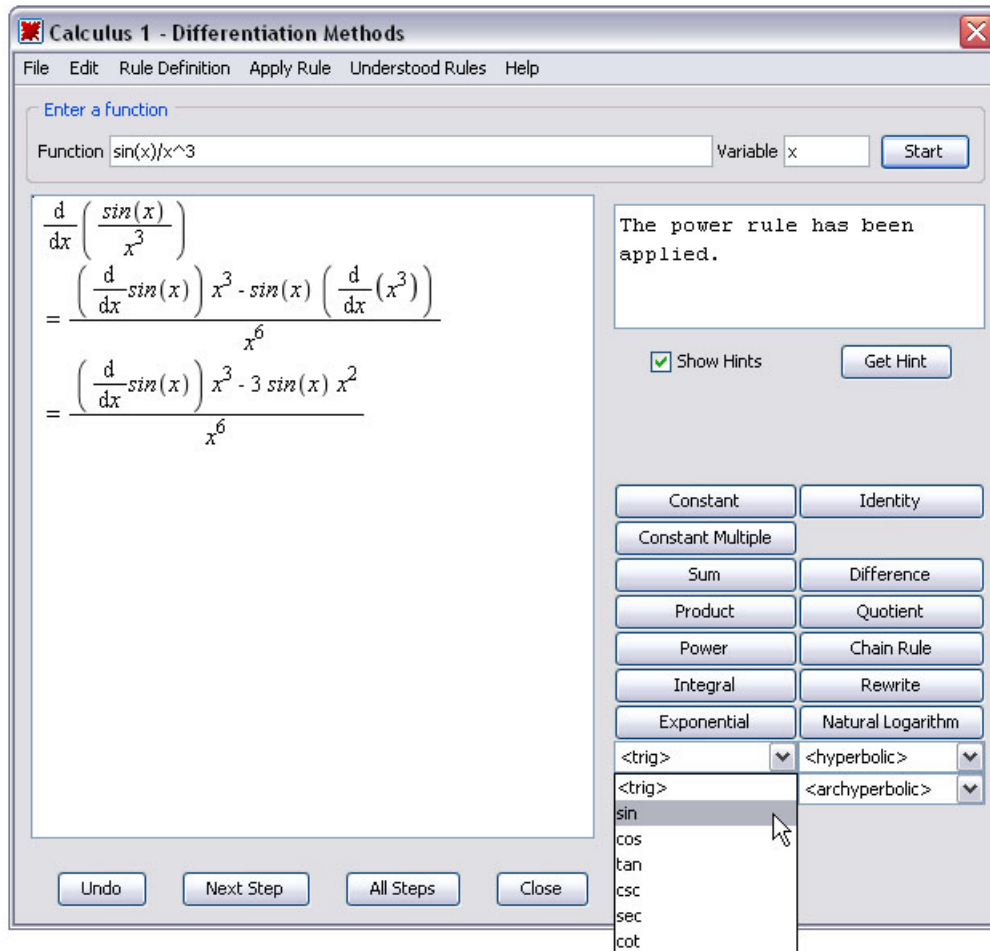 Calculus 1 - Differentiation Methods
File Edit Rule Definition Apply Rule Understood Rules Help
Enter a function
Function sin(x)/x^3 Variable x Start
d/dx ( sin(x) / x^3 )
= ( ( d/dx sin(x) ) x^3 - sin(x) ( d/dx (x^3) ) ) / x^6
= ( ( d/dx sin(x) ) x^3 - 3 sin(x) x^2 ) / x^6
The power rule has been
applied.
Show Hints Get Hint
Constant Identity
Constant Multiple
Sum Difference
Product Quotient
Power Chain Rule
Integral Rewrite
Exponential Natural Logarithm
<trig> <hyperbolic>
<trig> <archyperbolic>
sin
cos
tan
csc
sec
cot
Undo Next Step All Steps Close